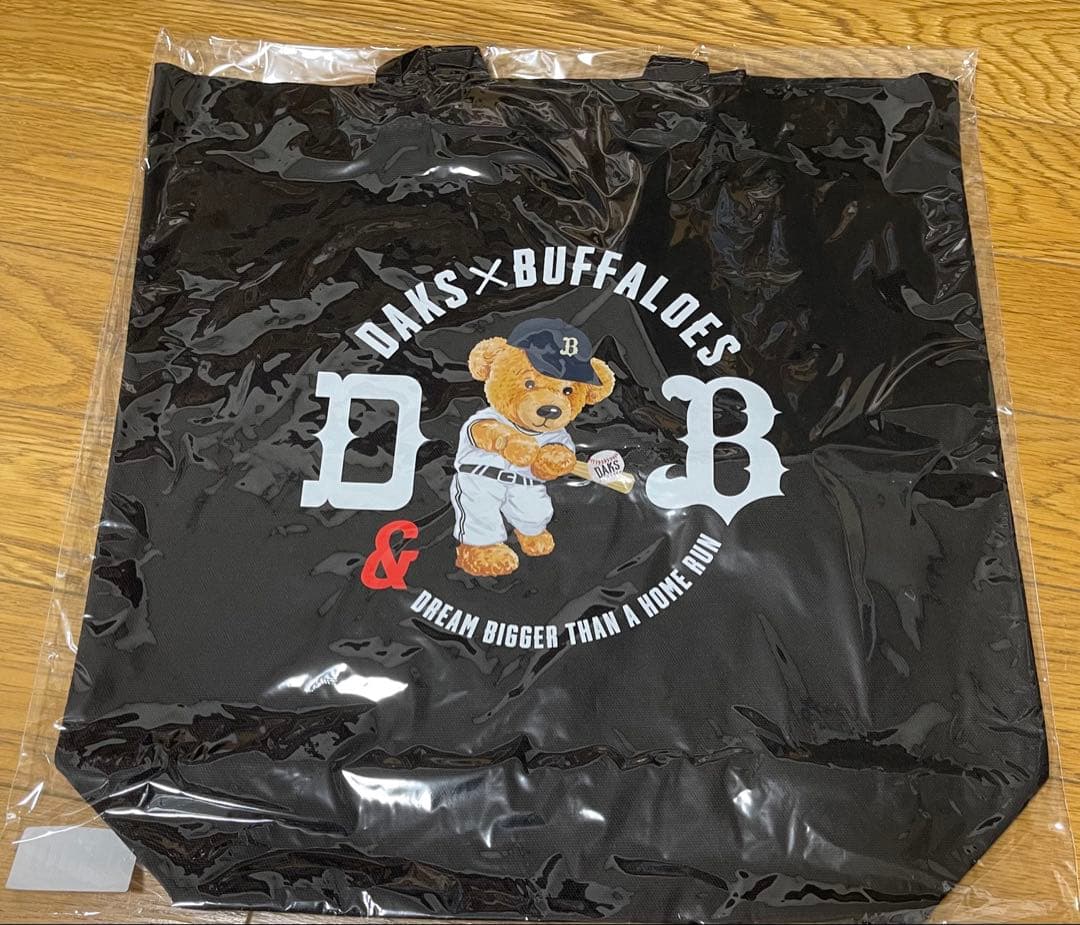 DAKS×BUFFALOES
B
D B
DAKS
&
DREAM BIGGER THAN A HOME RUN